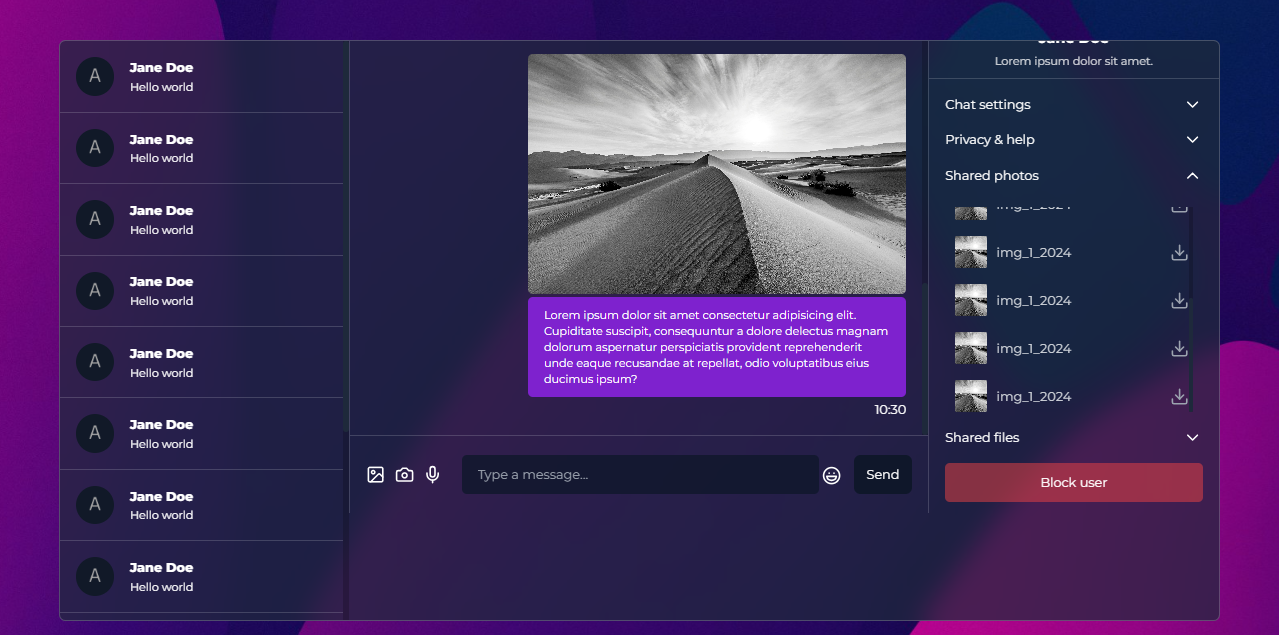 A
Jane Doe
Hello world
A
Jane Doe
Hello world
A
Jane Doe
Hello world
A
Jane Doe
Hello world
A
Jane Doe
Hello world
A
Jane Doe
Hello world
A
Jane Doe
Hello world
A
Jane Doe
Hello world
Lorem ipsum dolor sit amet consectetur adipisicing elit.
Cupiditate suscipit, consequuntur a dolore delectus magnam
dolorum aspernatur perspiciatis provident reprehenderit
unde eaque recusandae at repellat, odio voluptatibus eius
ducimus ipsum?
10:30
Type a message...
Send
Jane Doe
Lorem ipsum dolor sit amet.
Chat settings
Privacy & help
Shared photos
img_1_2024
img_1_2024
img_1_2024
img_1_2024
img_1_2024
Shared files
Block user